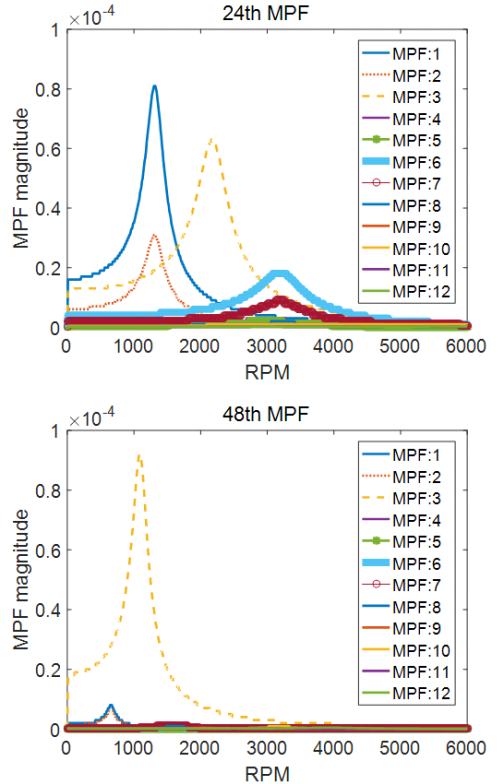 24th MPF
×10-4
1
0.8
0.6
0.4
0.2
0
MPF magnitude
0 1000 2000 3000 4000 5000 6000
RPM
MPF:1
MPF:2
MPF:3
MPF:4
MPF:5
MPF:6
MPF:7
MPF:8
MPF:9
MPF:10
MPF:11
MPF:12
48th MPF
×10-4
1
0.8
0.6
0.4
0.2
0
MPF magnitude
0 1000 2000 3000 4000 5000 6000
RPM
MPF:1
MPF:2
MPF:3
MPF:4
MPF:5
MPF:6
MPF:7
MPF:8
MPF:9
MPF:10
MPF:11
MPF:12